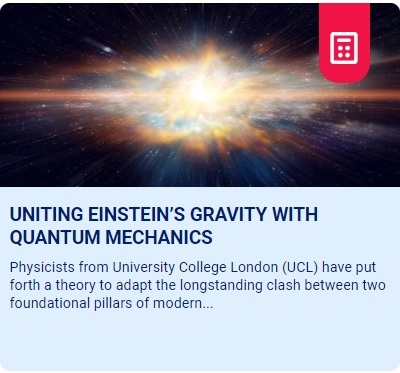 UNITING EINSTEIN’S GRAVITY WITH
QUANTUM MECHANICS
Physicists from University College London (UCL) have put
forth a theory to adapt the longstanding clash between two
foundational pillars of modern...